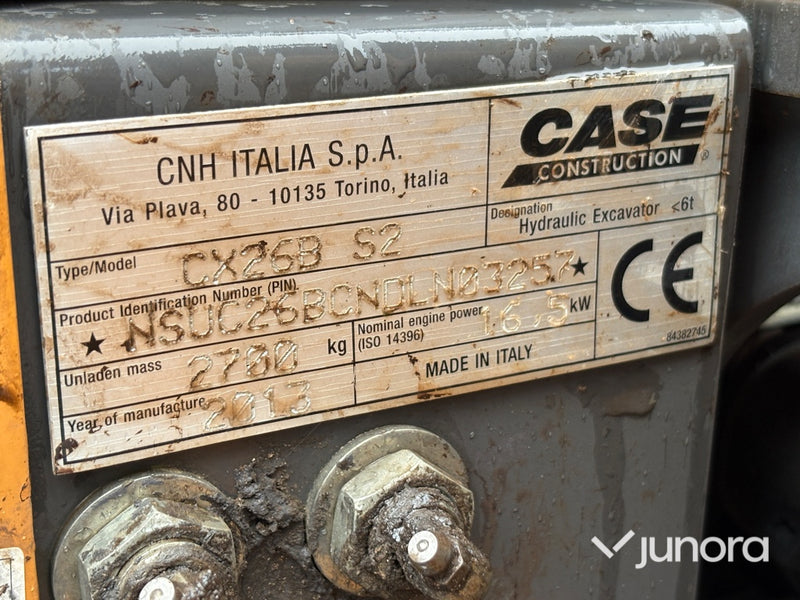 CNH ITALIA S.p.A.
Via Plava, 80 - 10135 Torino, Italia
CASE
CONSTRUCTION
Designation
Hydraulic Excavator <6t
Type/Model CX26B S2
Product Identification Number (PIN)
★ NSUC26BCNDLN03257 ★
Unladen mass 2700 kg
Nominal engine power (ISO 14396) 16,5 kW
Year of manufacture 2013
MADE IN ITALY
CE
84382745
junora